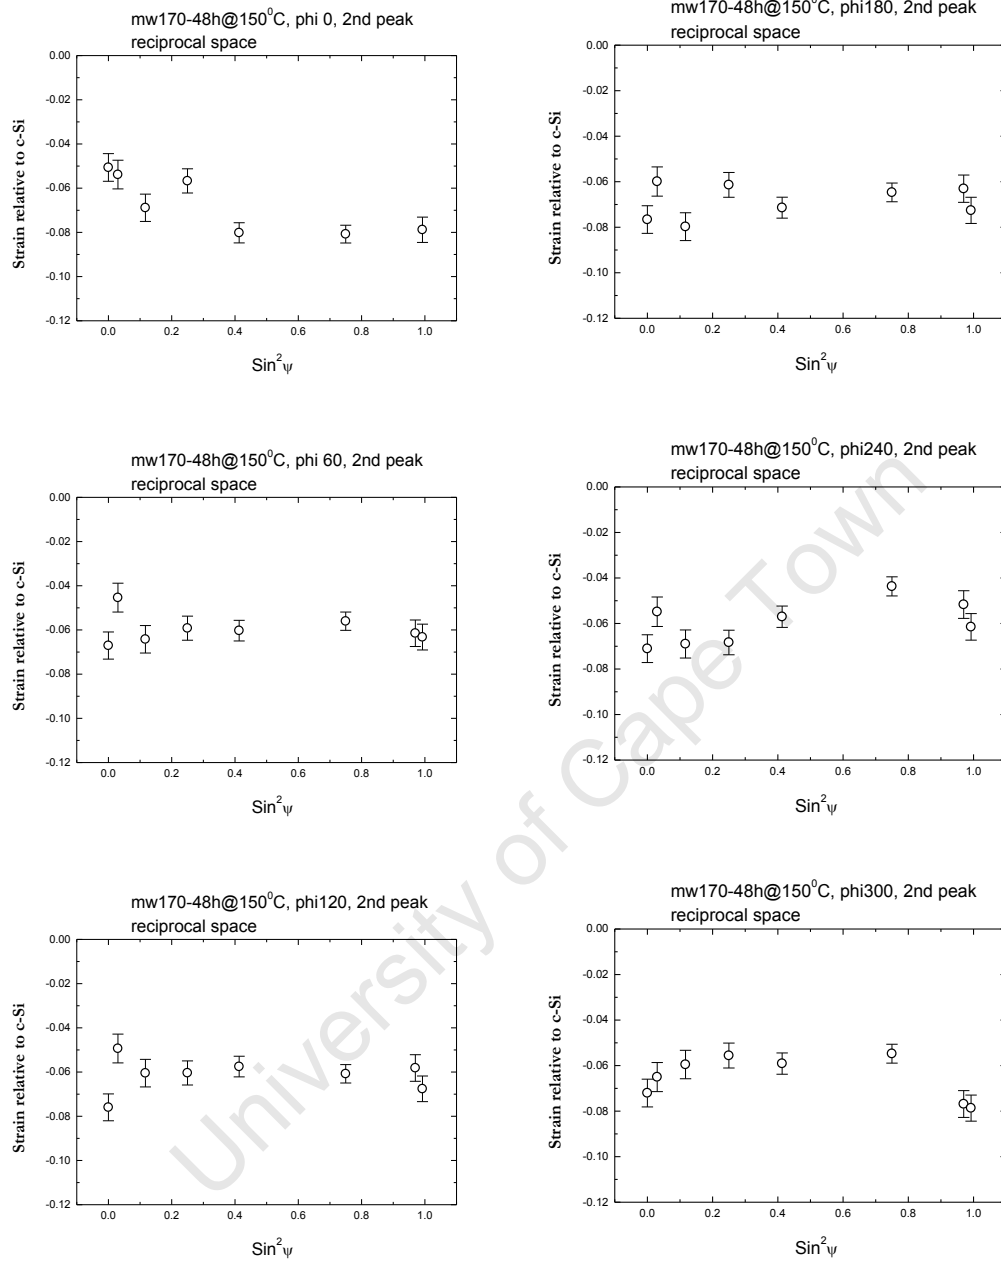 mw170-48h@150⁰C, phi 0, 2nd peak
reciprocal space
0.00
-0.02
-0.04
-0.06
-0.08
-0.10
-0.12
Strain relative to c-Si
0.0 0.2 0.4 0.6 0.8 1.0
Sin²ψ
mw170-48h@150⁰C, phi180, 2nd peak
reciprocal space
0.00
-0.02
-0.04
-0.06
-0.08
-0.10
-0.12
Strain relative to c-Si
0.0 0.2 0.4 0.6 0.8 1.0
Sin²ψ
mw170-48h@150⁰C, phi 60, 2nd peak
reciprocal space
0.00
-0.02
-0.04
-0.06
-0.08
-0.10
-0.12
Strain relative to c-Si
0.0 0.2 0.4 0.6 0.8 1.0
Sin²ψ
mw170-48h@150⁰C, phi240, 2nd peak
reciprocal space
0.00
-0.02
-0.04
-0.06
-0.08
-0.10
-0.12
Strain relative to c-Si
0.0 0.2 0.4 0.6 0.8 1.0
Sin²ψ
mw170-48h@150⁰C, phi120, 2nd peak
reciprocal space
0.00
-0.02
-0.04
-0.06
-0.08
-0.10
-0.12
Strain relative to c-Si
0.0 0.2 0.4 0.6 0.8 1.0
Sin²ψ
mw170-48h@150⁰C, phi300, 2nd peak
reciprocal space
0.00
-0.02
-0.04
-0.06
-0.08
-0.10
-0.12
Strain relative to c-Si
0.0 0.2 0.4 0.6 0.8 1.0
Sin²ψ
University of Cape Town